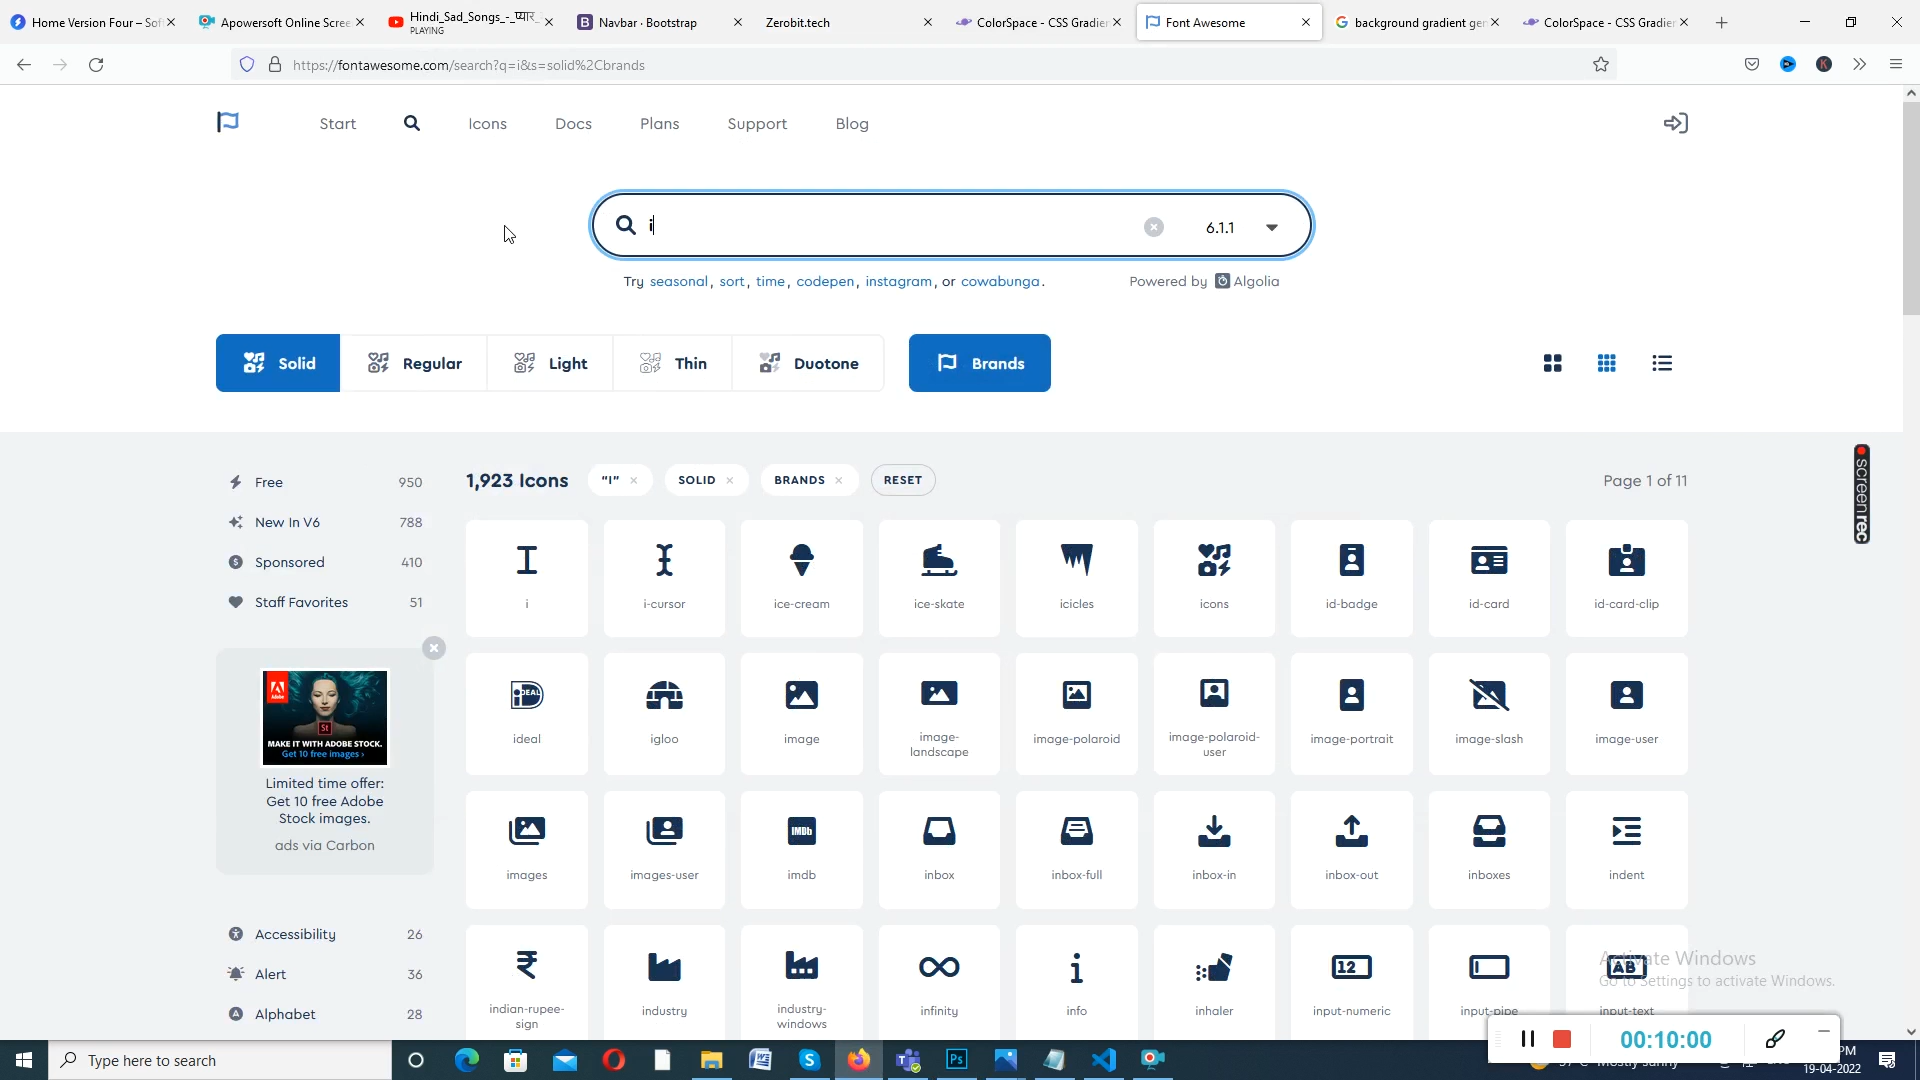 Home Version Four – Sof
Apowersoft Online Scree
Hindi_Sad_Songs_-_प्यार_
PLAYING
Navbar · Bootstrap
Zerobit.tech
ColorSpace - CSS Gradien
Font Awesome
background gradient gen
ColorSpace - CSS Gradien
https://fontawesome.com/search?q=i&s=solid%2Cbrands
K
Start
Icons
Docs
Plans
Support
Blog
i
6.1.1
Try seasonal, sort, time, codepen, instagram, or cowabunga.
Powered by Algolia
Solid
Regular
Light
Thin
Duotone
Brands
1,923 Icons
"I"
SOLID
BRANDS
RESET
Page 1 of 11
Free 950
New In V6 788
Sponsored 410
Staff Favorites 51
MAKE IT WITH ADOBE STOCK.
Get 10 free images ›
Limited time offer:
Get 10 free Adobe
Stock images.
ads via Carbon
Accessibility 26
Alert 36
Alphabet 28
i
i-cursor
ice-cream
ice-skate
icicles
icons
id-badge
id-card
id-card-clip
ideal
igloo
image
image-
landscape
image-polaroid
image-polaroid-
user
image-portrait
image-slash
image-user
images
images-user
imdb
inbox
inbox-full
inbox-in
inbox-out
inboxes
indent
indian-rupee-
sign
industry
industry-
windows
infinity
info
inhaler
input-numeric
input-pipe
input-text
screenrec
Activate Windows
Go to Settings to activate Windows.
00:10:00
Type here to search
PM
19-04-2022